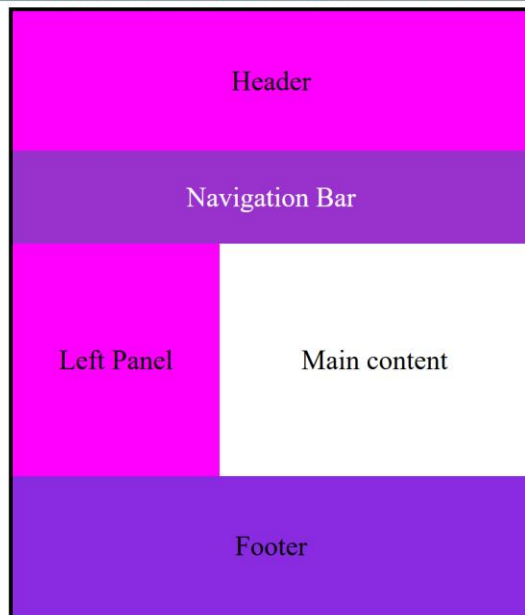 Header
Navigation Bar
Left Panel
Main content
Footer